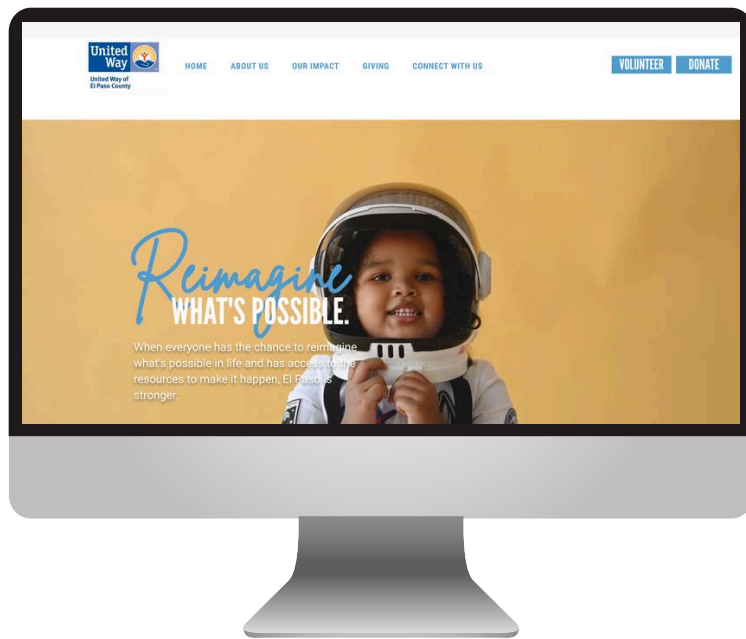 United
Way
United Way of
El Paso County
HOME ABOUT US OUR IMPACT GIVING CONNECT WITH US
VOLUNTEER DONATE
Reimagine
WHAT'S POSSIBLE.
When everyone has the chance to reimagine
what's possible in life and has access to the
resources to make it happen, El Paso is
stronger.